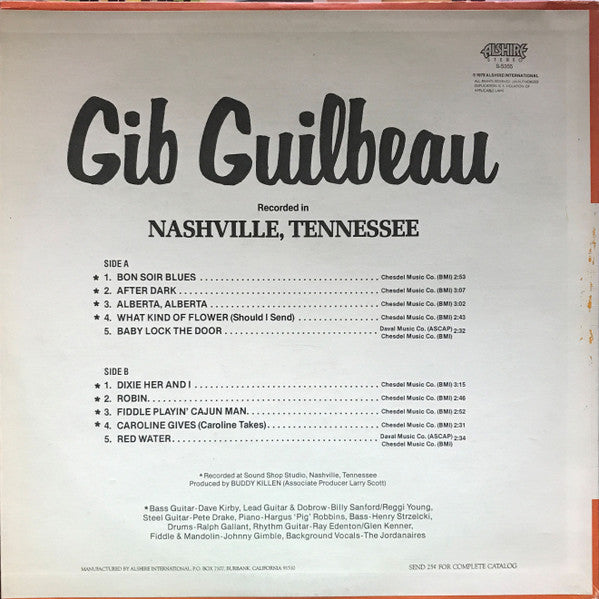 ALSHIRE
STEREO
S-5355
© 1978 ALSHIRE INTERNATIONAL
APPLICABLE LAWS
Gib Guilbeau
Recorded in
NASHVILLE, TENNESSEE
SIDE A
* 1. BON SOIR BLUES Chesdel Music Co. (BMI) 2:53
* 2. AFTER DARK Chesdel Music Co. (BMI) 3:07
* 3. ALBERTA, ALBERTA Chesdel Music Co. (BMI) 3:02
* 4. WHAT KIND OF FLOWER (Should I Send) Chesdel Music Co. (BMI) 2:43
5. BABY LOCK THE DOOR Daval Music Co. (ASCAP) 2:32
Chesdel Music Co. (BMI)
SIDE B
* 1. DIXIE HER AND I Chesdel Music Co. (BMI) 3:15
* 2. ROBIN Chesdel Music Co. (BMI) 2:46
* 3. FIDDLE PLAYIN' CAJUN MAN Chesdel Music Co. (BMI) 2:52
* 4. CAROLINE GIVES (Caroline Takes) Chesdel Music Co. (BMI) 2:31
5. RED WATER Daval Music Co. (ASCAP) 2:34
Chesdel Music Co. (BMI)
*Recorded at Sound Shop Studio, Nashville, Tennessee
Produced by BUDDY KILLEN (Associate Producer Larry Scott)
*Bass Guitar-Dave Kirby, Lead Guitar & Dobrow-Billy Sanford/Reggi Young,
Steel Guitar-Pete Drake, Piano-Hargus 'Pig' Robbins, Bass-Henry Strzelcki,
Drums-Ralph Gallant, Rhythm Guitar-Ray Edenton/Glen Kenner,
Fiddle & Mandolin-Johnny Gimble, Background Vocals-The Jordanaires
MANUFACTURED BY ALSHIRE INTERNATIONAL, P.O. BOX 7107, BURBANK, CALIFORNIA 91510
SEND 25¢ FOR COMPLETE CATALOG